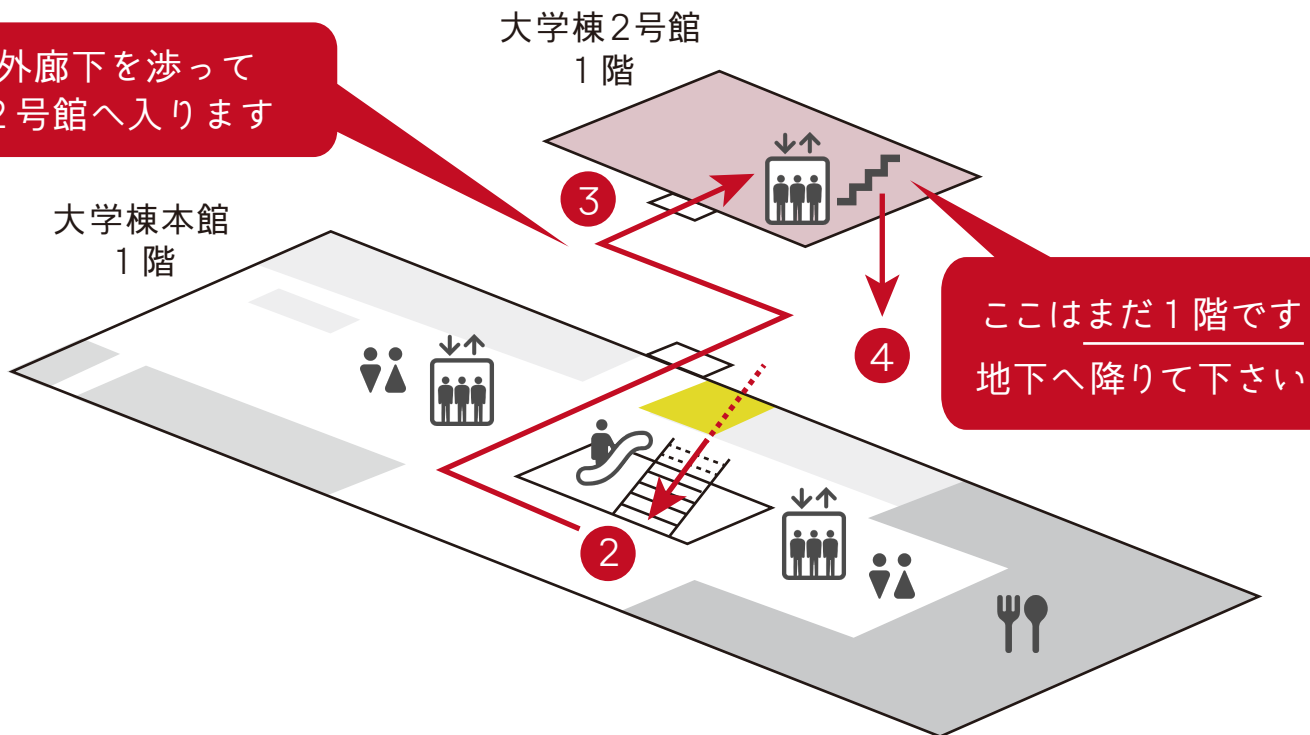 大学棟2号館
1階
外廊下を渉って
2号館へ入ります
3
大学棟本館
1階
ここはまだ1階です
地下へ降りて下さい
4
2